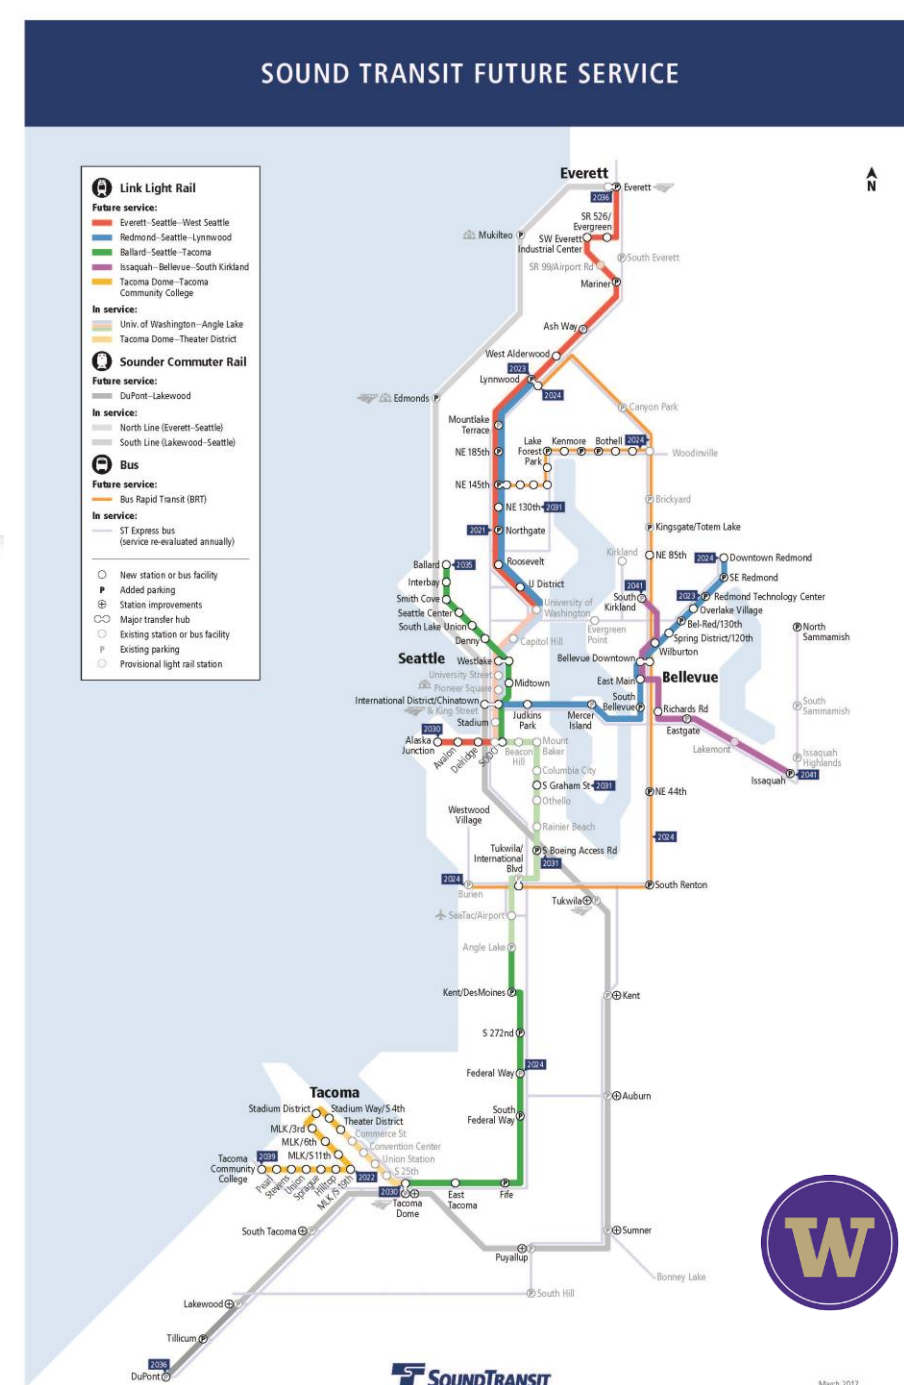 SOUND TRANSIT FUTURE SERVICE
Link Light Rail
Future service:
Everett–Seattle–West Seattle
Redmond–Seattle–Lynnwood
Ballard–Seattle–Tacoma
Issaquah–Bellevue–South Kirkland
Tacoma Dome–Tacoma
Community College
In service:
Univ. of Washington–Angle Lake
Tacoma Dome–Theater District
Sounder Commuter Rail
Future service:
DuPont–Lakewood
In service:
North Line (Everett–Seattle)
South Line (Lakewood–Seattle)
Bus
Future service:
Bus Rapid Transit (BRT)
In service:
ST Express bus
(service re-evaluated annually)
New station or bus facility
P Added parking
Station improvements
Major transfer hub
Existing station or bus facility
P Existing parking
Provisional light rail station
N
Everett
Everett
2036
SR 526/
Evergreen
SW Everett
Industrial Center
Mukilteo
South Everett
SR 99/Airport Rd
Mariner
Ash Way
West Alderwood
2023
Lynnwood
2024
Edmonds
Canyon Park
Mountlake
Terrace
Lake
Forest
Park
Kenmore
Bothell
2024
Woodinville
NE 185th
NE 145th
Brickyard
NE 130th
2031
2021
Northgate
Kingsgate/Totem Lake
Roosevelt
Kirkland
NE 85th
2024
Downtown Redmond
Ballard
2035
Interbay
U District
2041
South
Kirkland
SE Redmond
2023
Redmond Technology Center
Smith Cove
University of
Washington
Overlake Village
Seattle Center
Bel-Red/130th
South Lake Union
Evergreen
Point
Spring District/120th
North
Sammamish
Denny
Capitol Hill
Wilburton
Seattle
Westlake
Bellevue Downtown
University Street
Bellevue
Pioneer Square
Midtown
East Main
International District/Chinatown
& King Street
South
Bellevue
South
Sammamish
Stadium
Judkins
Park
Mercer
Island
Richards Rd
2030
Eastgate
Alaska
Junction
Avalon
Delridge
SODO
Beacon
Hill
Mount
Baker
Lakemont
Issaquah
Highlands
Columbia City
Issaquah
2041
S Graham St
2031
NE 44th
Othello
Westwood
Village
Rainier Beach
2024
Tukwila/
International
Blvd
S Boeing Access Rd
2031
2024
Burien
South Renton
Tukwila
SeaTac/Airport
Angle Lake
Kent/DesMoines
Kent
S 272nd
2024
Federal Way
Tacoma
Auburn
Stadium District
Stadium Way/S 4th
Theater District
South
Federal Way
MLK/3rd
Commerce St
MLK/6th
Convention Center
MLK/S 11th
Union Station
2039
Tacoma
Community
College
S 25th
Pearl
Stevens
Union
Sprague
Hilltop
MLK/S 19th
2022
2030
Tacoma
Dome
East
Tacoma
Fife
South Tacoma
Sumner
Puyallup
Bonney Lake
South Hill
Lakewood
Tillicum
2036
DuPont
W
SOUNDTRANSIT
March 2017